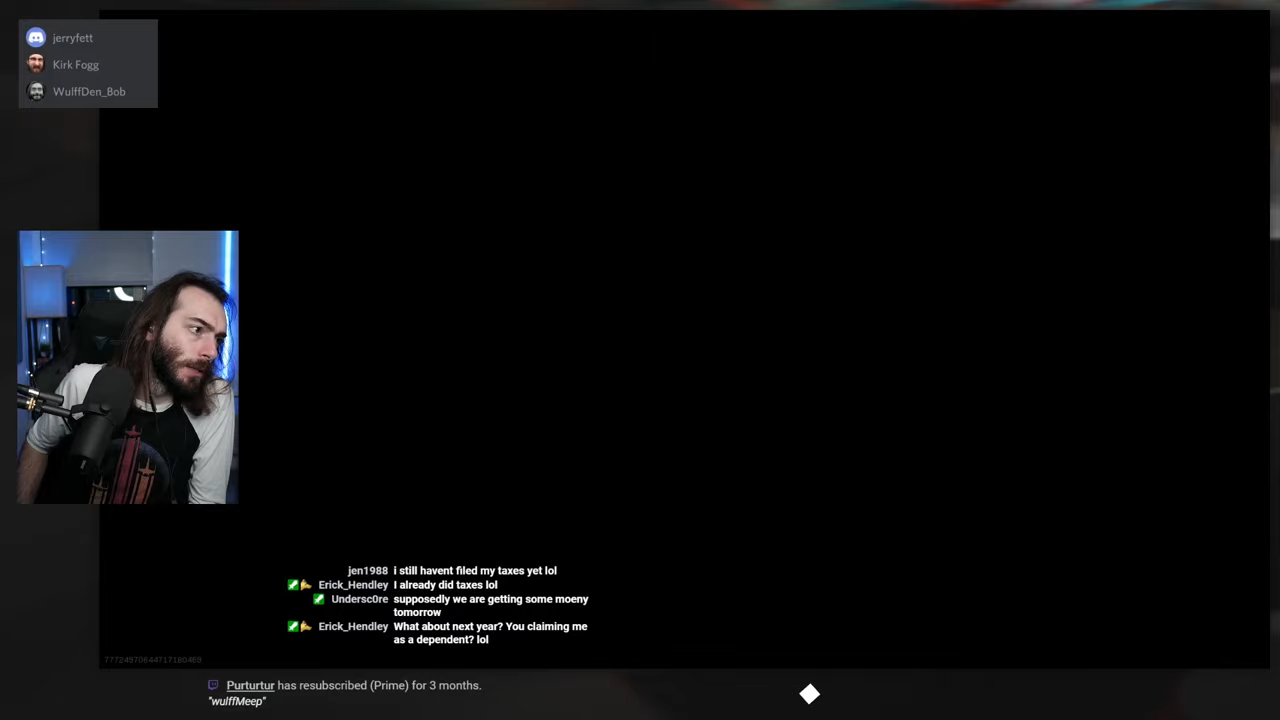 jerryfett
Kirk Fogg
WulffDen_Bob
jen1988 i still havent filed my taxes yet lol
Erick_Hendley I already did taxes lol
Undersc0re supposedly we are getting some moeny
tomorrow
Erick_Hendley What about next year? You claiming me
as a dependent? lol
Purturtur has resubscribed (Prime) for 3 months.
"wulffMeep"